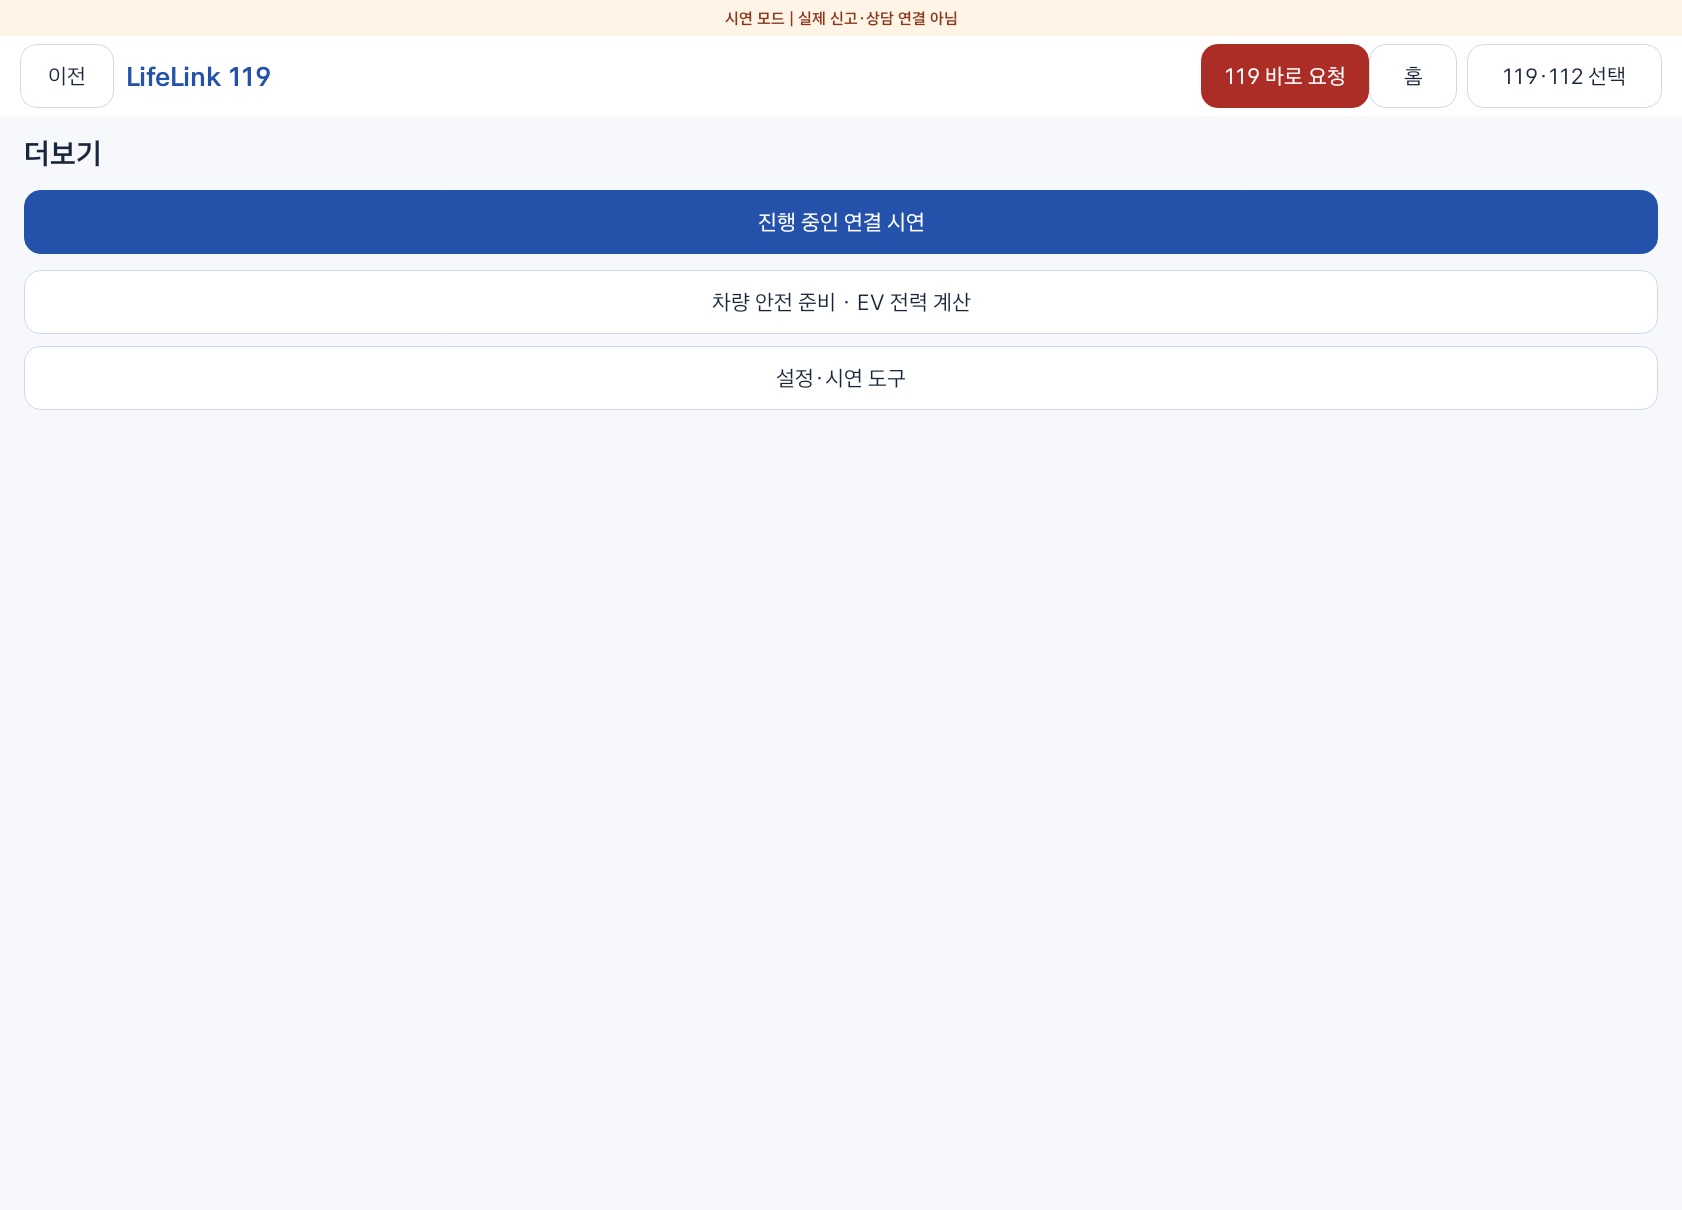 시연 모드 | 실제 신고·상담 연결 아님
이전
LifeLink 119
119 바로 요청
홈
119·112 선택
더보기
진행 중인 연결 시연
차량 안전 준비 · EV 전력 계산
설정·시연 도구